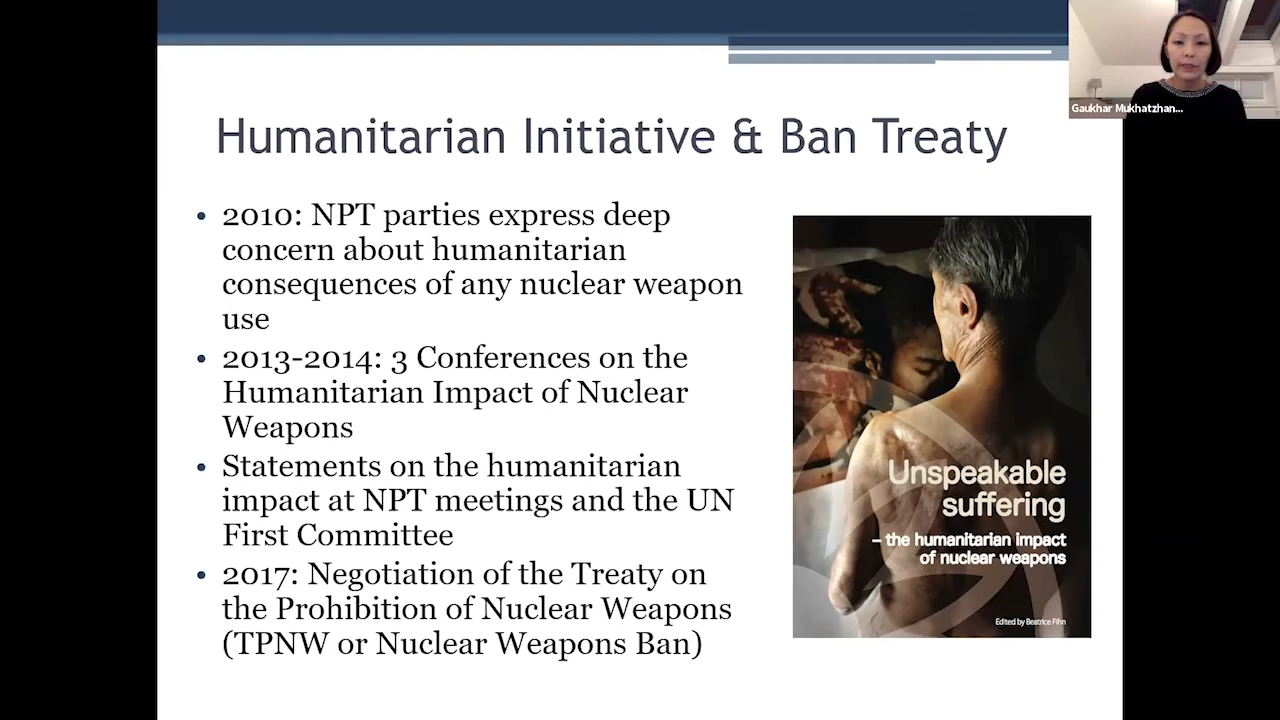 Gaukhar Mukhatzhan...
Humanitarian Initiative & Ban Treaty
• 2010: NPT parties express deep
concern about humanitarian
consequences of any nuclear weapon
use
• 2013-2014: 3 Conferences on the
Humanitarian Impact of Nuclear
Weapons
• Statements on the humanitarian
impact at NPT meetings and the UN
First Committee
• 2017: Negotiation of the Treaty on
the Prohibition of Nuclear Weapons
(TPNW or Nuclear Weapons Ban)
Unspeakable
suffering
– the humanitarian impact
of nuclear weapons
Edited by Beatrice Fihn